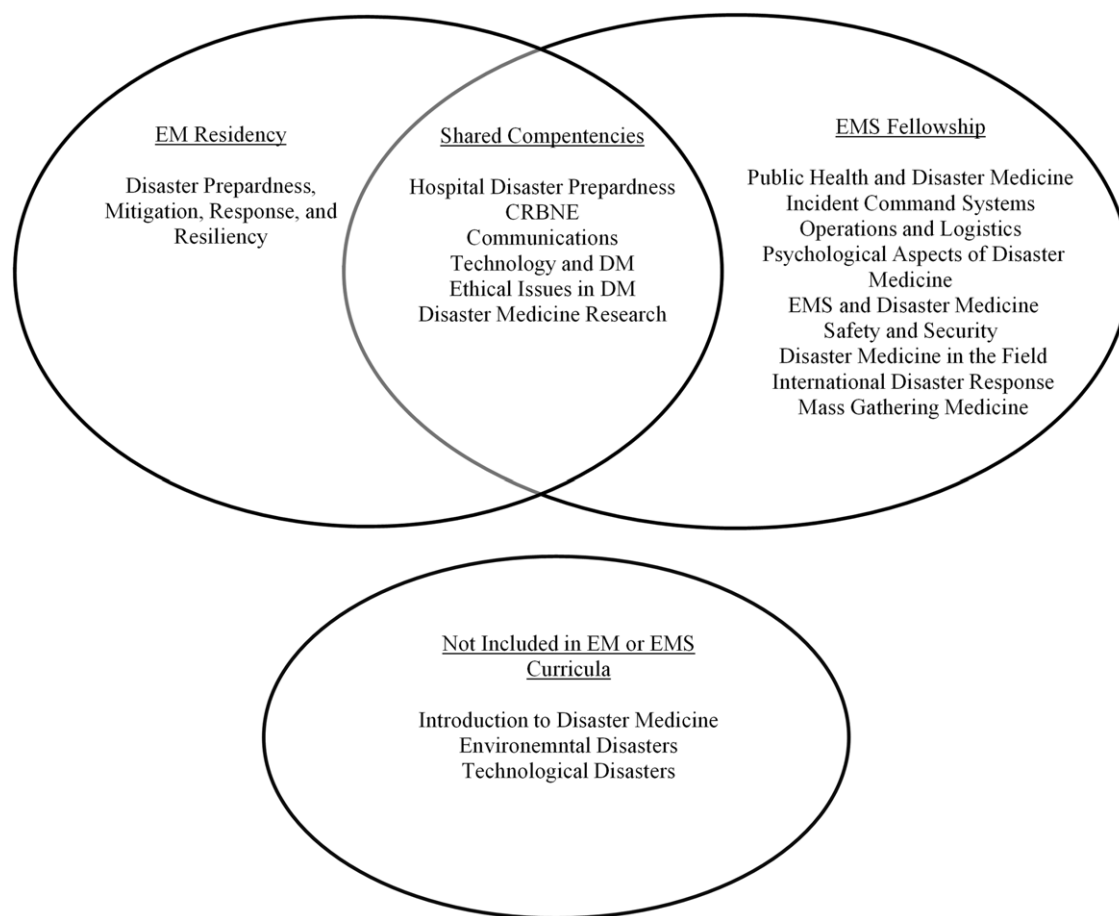 EM Residency
Disaster Prepardness,
Mitigation, Response, and
Resiliency
Shared Compentencies
Hospital Disaster Prepardness
CRBNE
Communications
Technology and DM
Ethical Issues in DM
Disaster Medicine Research
EMS Fellowship
Public Health and Disaster Medicine
Incident Command Systems
Operations and Logistics
Psychological Aspects of Disaster
Medicine
EMS and Disaster Medicine
Safety and Security
Disaster Medicine in the Field
International Disaster Response
Mass Gathering Medicine
Not Included in EM or EMS
Curricula
Introduction to Disaster Medicine
Environemntal Disasters
Technological Disasters